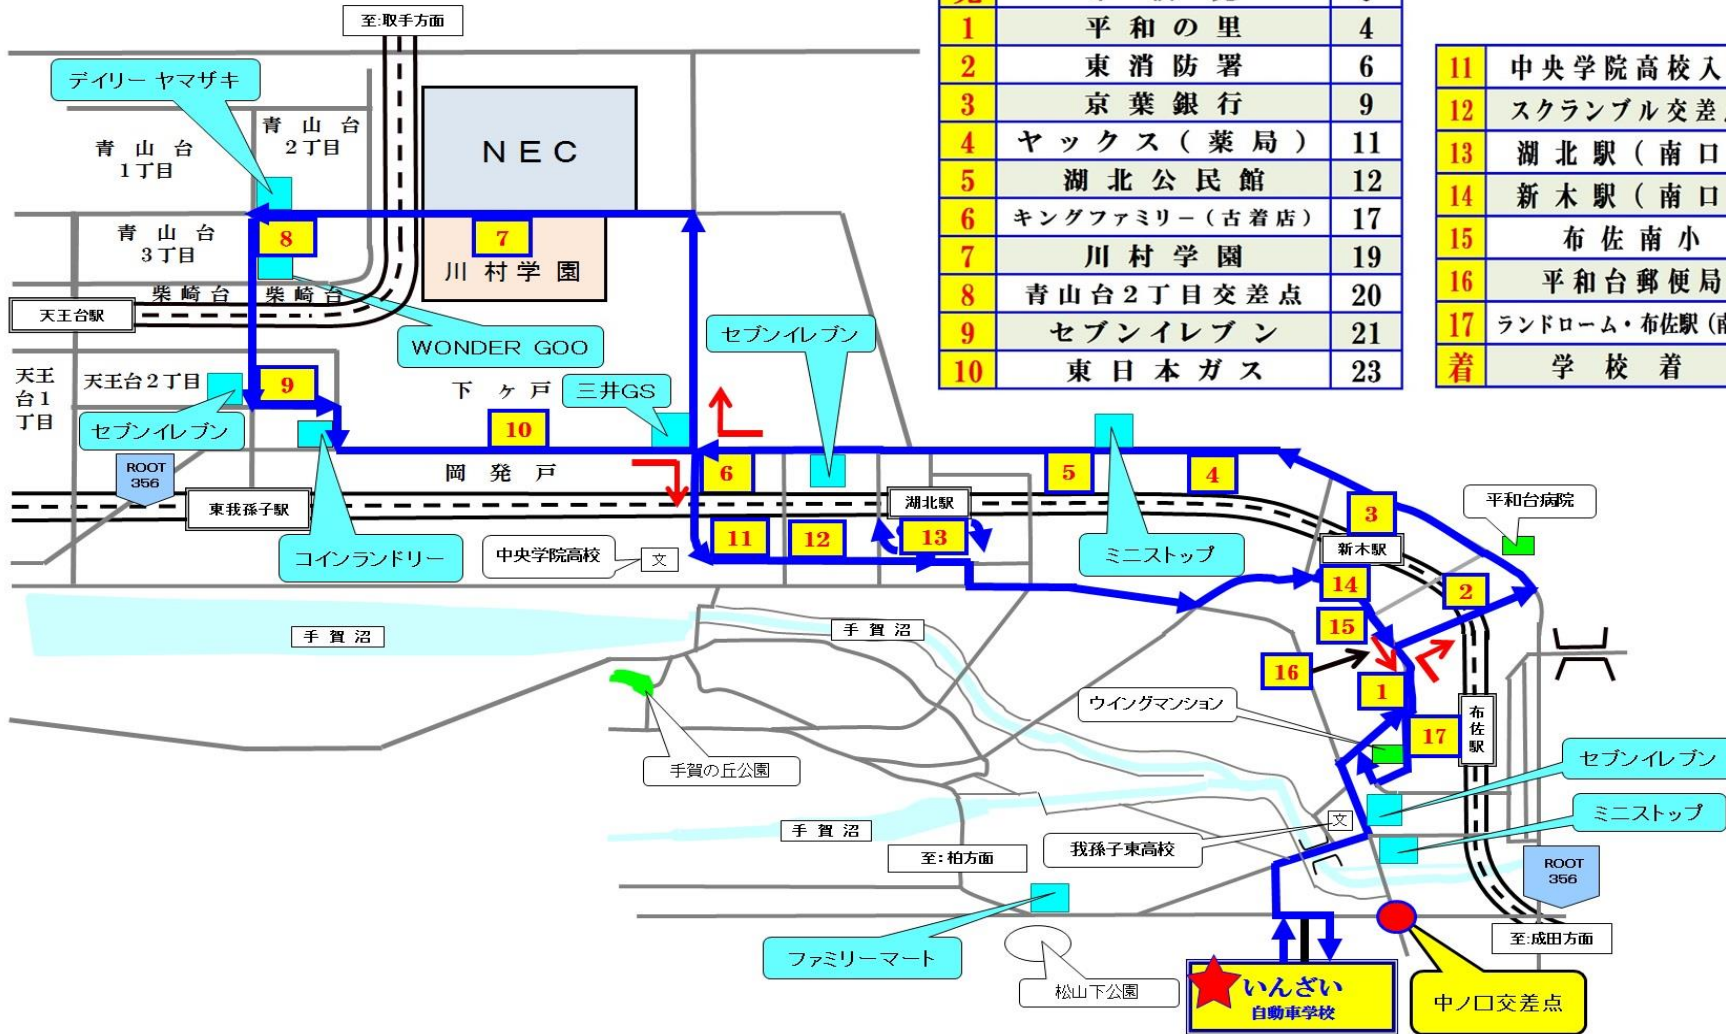 至:取手方面
1 平和の里 4
2 東消防署 6
3 京葉銀行 9
4 ヤックス(薬局) 11
5 湖北公民館 12
6 キングファミリー(古着店) 17
7 川村学園 19
8 青山台2丁目交差点 20
9 セブンイレブン 21
10 東日本ガス 23
11 中央学院高校入
12 スクランブル交差
13 湖北駅(南口
14 新木駅(南口
15 布佐南小
16 平和台郵便局
17 ランドローム・布佐駅(南
着 学校着
デイリー ヤマザキ
青山台
1丁目
青山台
2丁目
NEC
青山台
3丁目
8
7
川村学園
柴崎台
柴崎台
天王台駅
WONDER GOO
セブンイレブン
天王
台1
丁目
天王台2丁目
9
下ヶ戸
三井GS
セブンイレブン
10
ROOT
356
岡発戸
6
5
4
東我孫子駅
湖北駅
3
平和台病院
コインランドリー
中央学院高校
文
11
12
13
ミニストップ
新木駅
14
2
手賀沼
手賀沼
15
16
1
ウイングマンション
17
布佐駅
手賀の丘公園
セブンイレブン
ミニストップ
手賀沼
文
我孫子東高校
至:柏方面
ROOT
356
至:成田方面
ファミリーマート
松山下公園
いんざい
自動車学校
中ノ口交差点